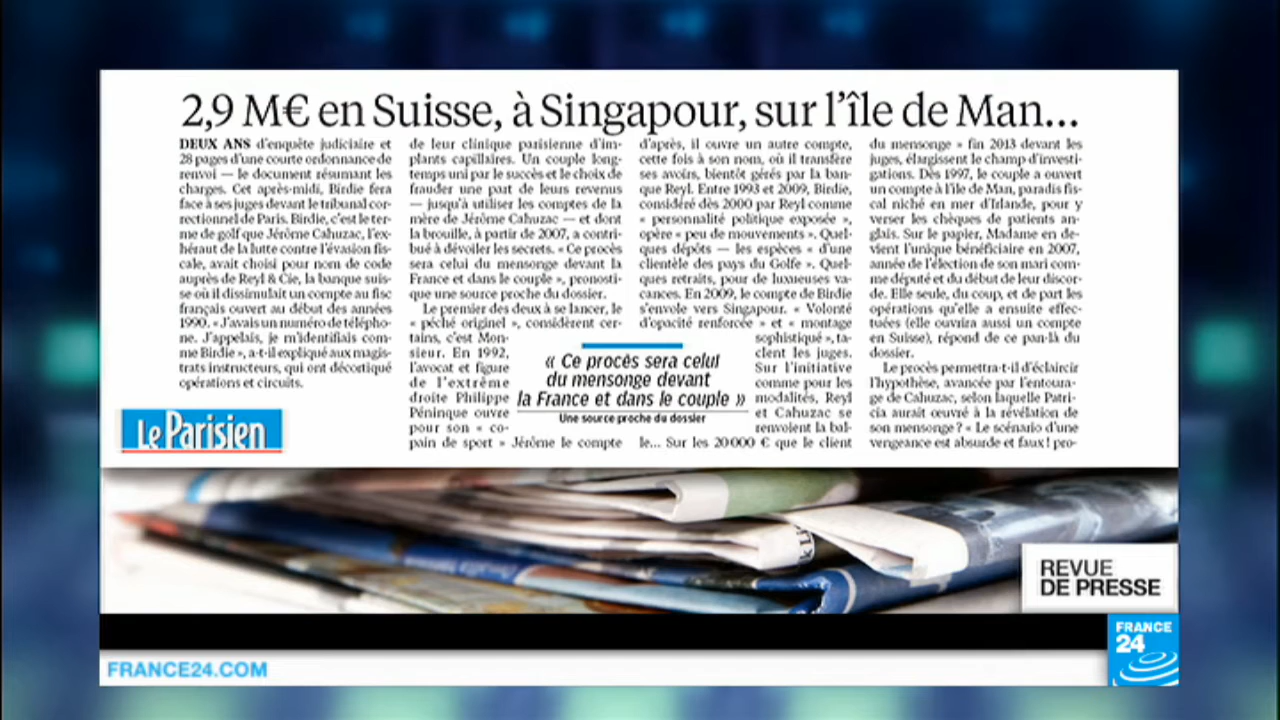 2,9 M€ en Suisse, à Singapour, sur l'île de Man...
DEUX ANS d'enquête judiciaire et
28 pages d'une courte ordonnance de
renvoi — le document résumant les
charges. Cet après-midi, Birdie fera
face à ses juges devant le tribunal cor-
rectionnel de Paris. Birdie, c'est le ter-
me de golf que Jérôme Cahuzac, l'ex-
héraut de la lutte contre l'évasion fis-
cale, avait choisi pour nom de code
auprès de Reyl & Cie, la banque suis-
se où il dissimulait un compte au fisc
français ouvert au début des années
1990. « J'avais un numéro de télépho-
ne. J'appelais, je m'identifiais com-
me Birdie », a-t-il expliqué aux magis-
trats instructeurs, qui ont décortiqué
opérations et circuits.
de leur clinique parisienne d'im-
plants capillaires. Un couple long-
temps uni par le succès et le choix de
frauder une part de leurs revenus
— jusqu'à utiliser les comptes de la
mère de Jérôme Cahuzac — et dont
la brouille, à partir de 2007, a contri-
bué à dévoiler les secrets. « Ce procès
sera celui du mensonge devant la
France et dans le couple », pronosti-
que une source proche du dossier.
Le premier des deux à se lancer, le
« péché originel », considèrent cer-
tains, c'est Mon-
sieur. En 1992,
l'avocat et figure
de l'extrême
droite Philippe
Péninque ouvre
pour son « co-
pain de sport » Jérôme le compte
« Ce procès sera celui
du mensonge devant
la France et dans le couple »
Une source proche du dossier
d'après, il ouvre un autre compte,
cette fois à son nom, où il transfère
ses avoirs, bientôt gérés par la ban-
que Reyl. Entre 1993 et 2009, Birdie,
considéré dès 2000 par Reyl comme
« personnalité politique exposée »,
opère « peu de mouvements ». Quel-
ques dépôts — les espèces « d'une
clientèle des pays du Golfe ». Quel-
ques retraits, pour de luxueuses va-
cances. En 2009, le compte de Birdie
s'envole vers Singapour. « Volonté
d'opacité renforcée » et « montage
sophistiqué », ta-
clent les juges.
Sur l'initiative
comme pour les
modalités, Reyl
et Cahuzac se
renvoient la bal-
le... Sur les 20 000 € que le client
du mensonge » fin 2013 devant les
juges, élargissent le champ d'investi-
gations. Dès 1997, le couple a ouvert
un compte à l'île de Man, paradis fis-
cal niché en mer d'Irlande, pour y
verser les chèques de patients an-
glais. Sur le papier, Madame en de-
vient l'unique bénéficiaire en 2007,
année de l'élection de son mari com-
me député et du début de leur discor-
de. Elle seule, du coup, et de part les
opérations qu'elle a ensuite effec-
tuées (elle ouvrira aussi un compte
en Suisse), répond de ce pan-là du
dossier.
Le procès permettra-t-il d'éclaircir
l'hypothèse, avancée par l'entoura-
ge de Cahuzac, selon laquelle Patri-
cia aurait œuvré à la révélation de
son mensonge ? « Le scénario d'une
vengeance est absurde et faux ! pro-
Le Parisien
REVUE
DE PRESSE
FRANCE
24
FRANCE24.COM